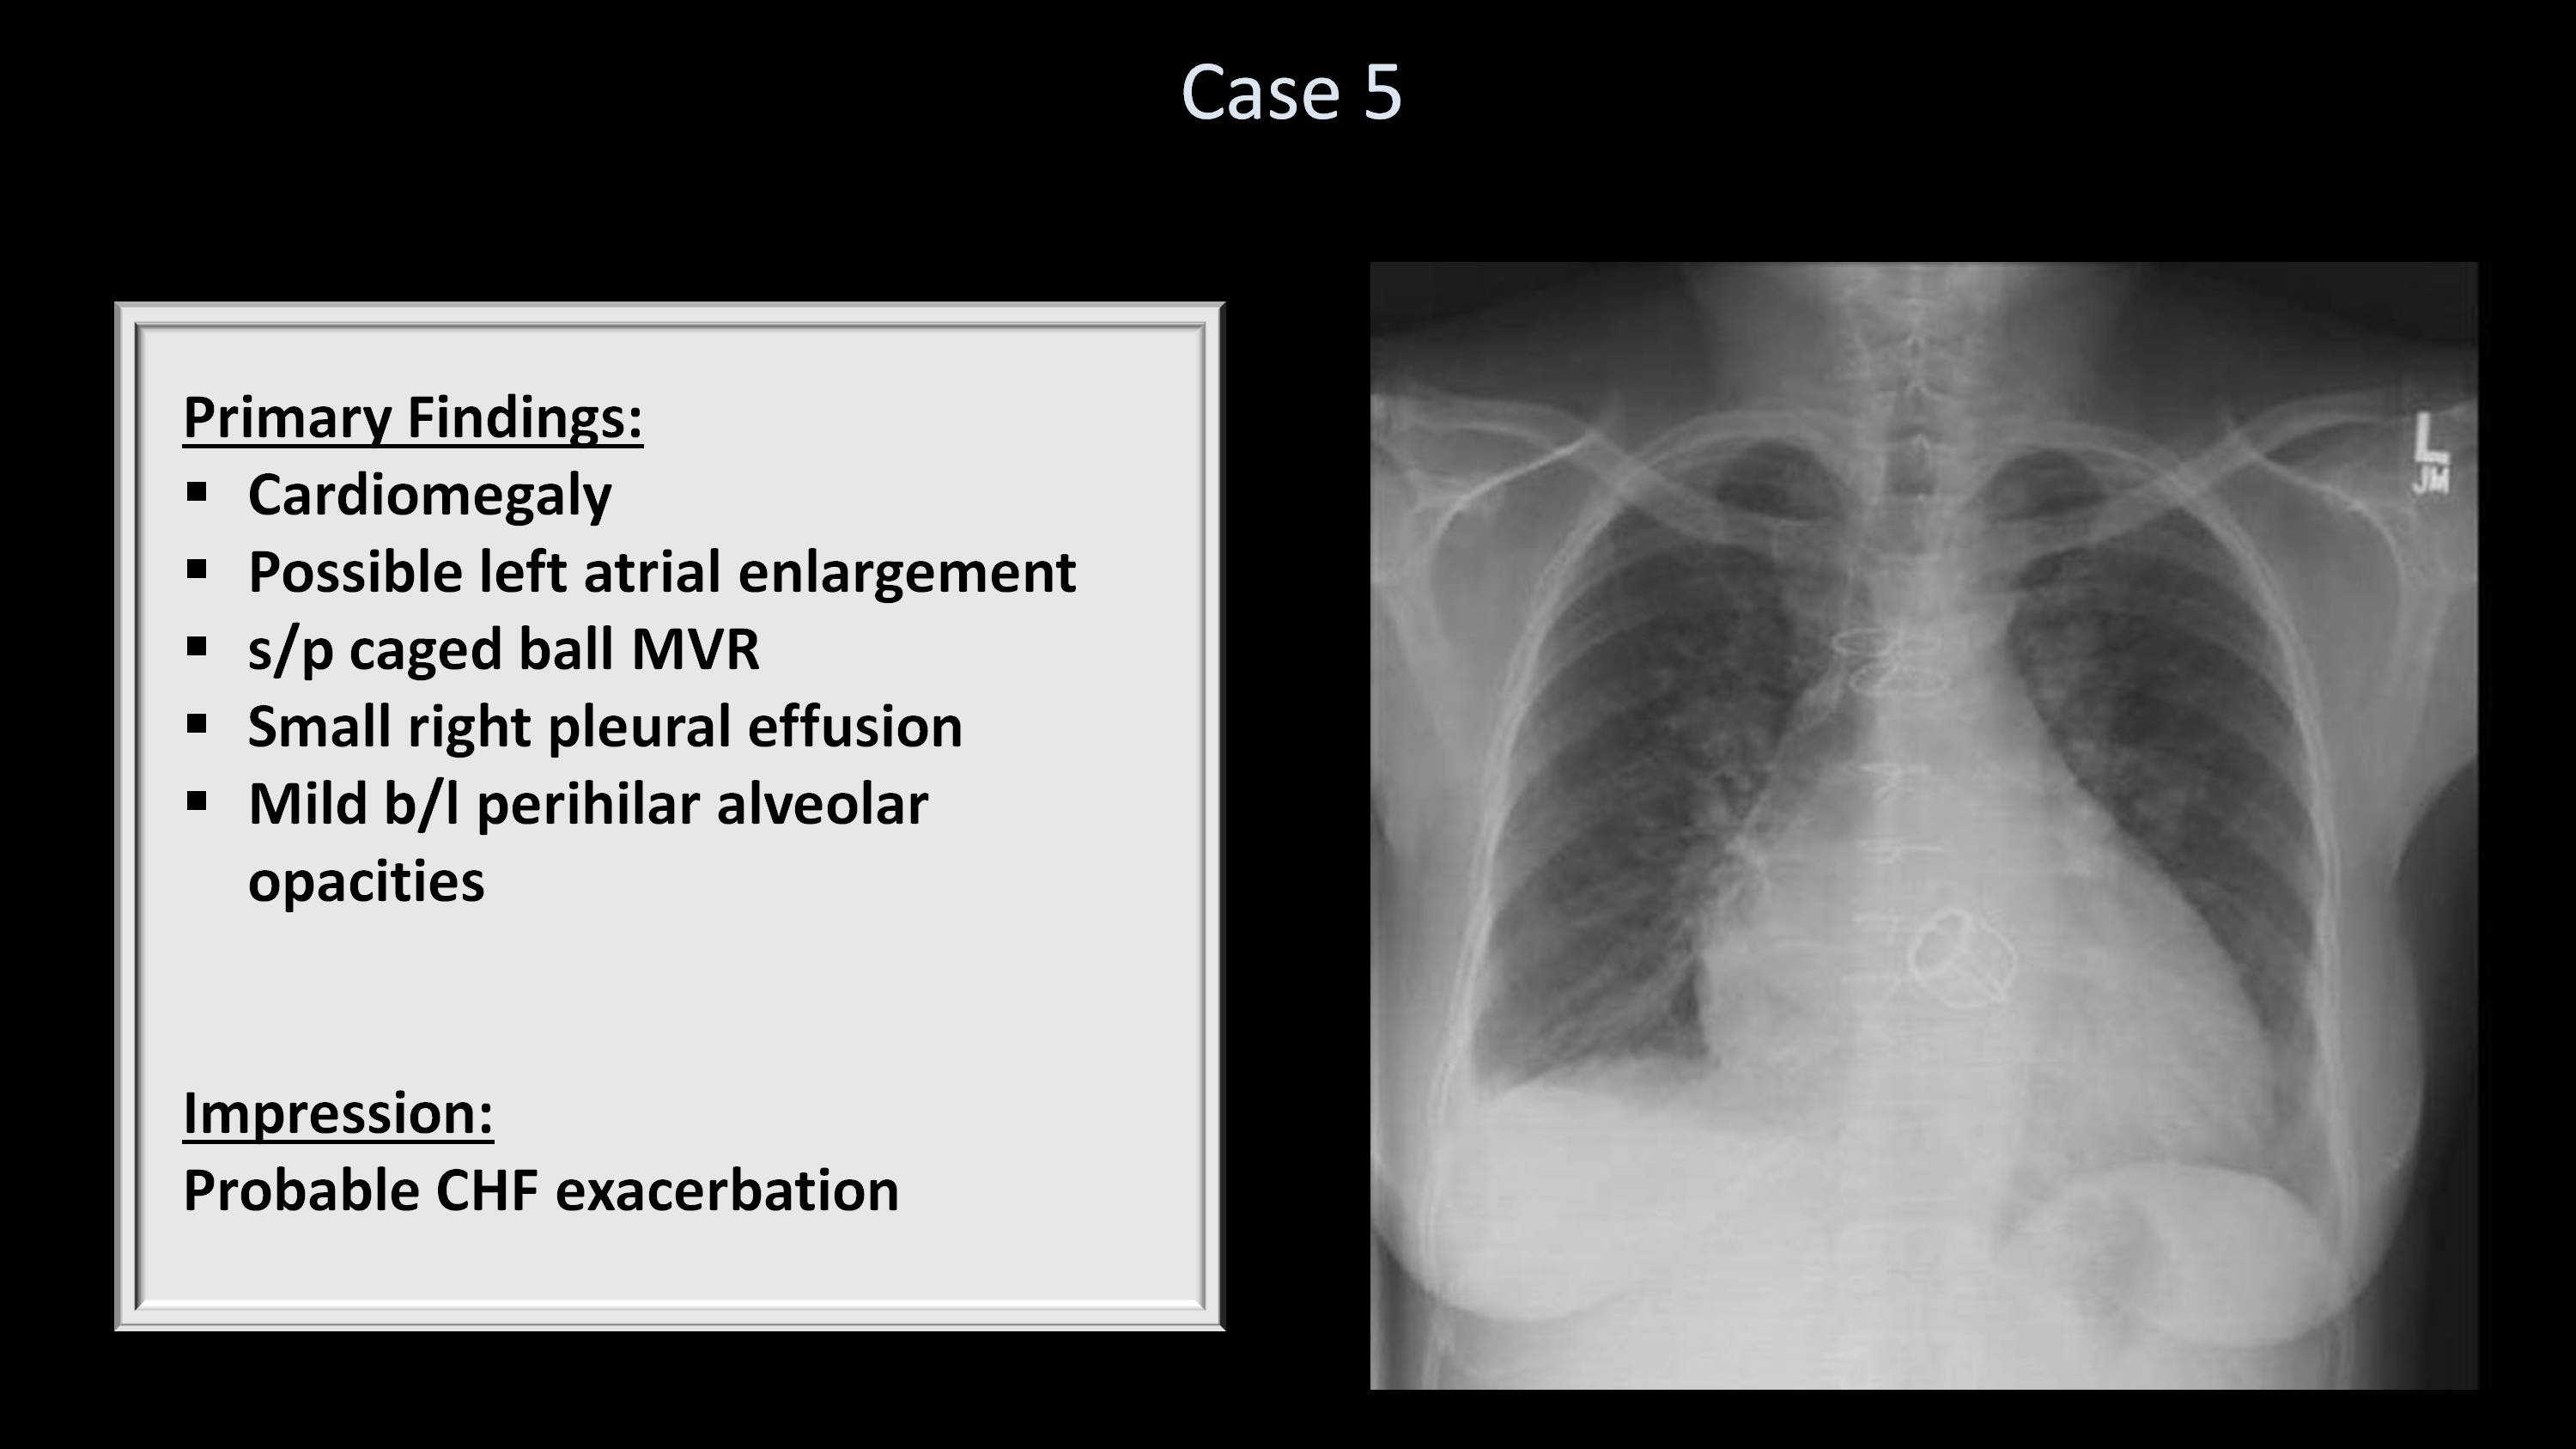 Case 5
Primary Findings:
▪ Cardiomegaly
▪ Possible left atrial enlargement
▪ s/p caged ball MVR
▪ Small right pleural effusion
▪ Mild b/l perihilar alveolar
opacities
Impression:
Probable CHF exacerbation
L
JM